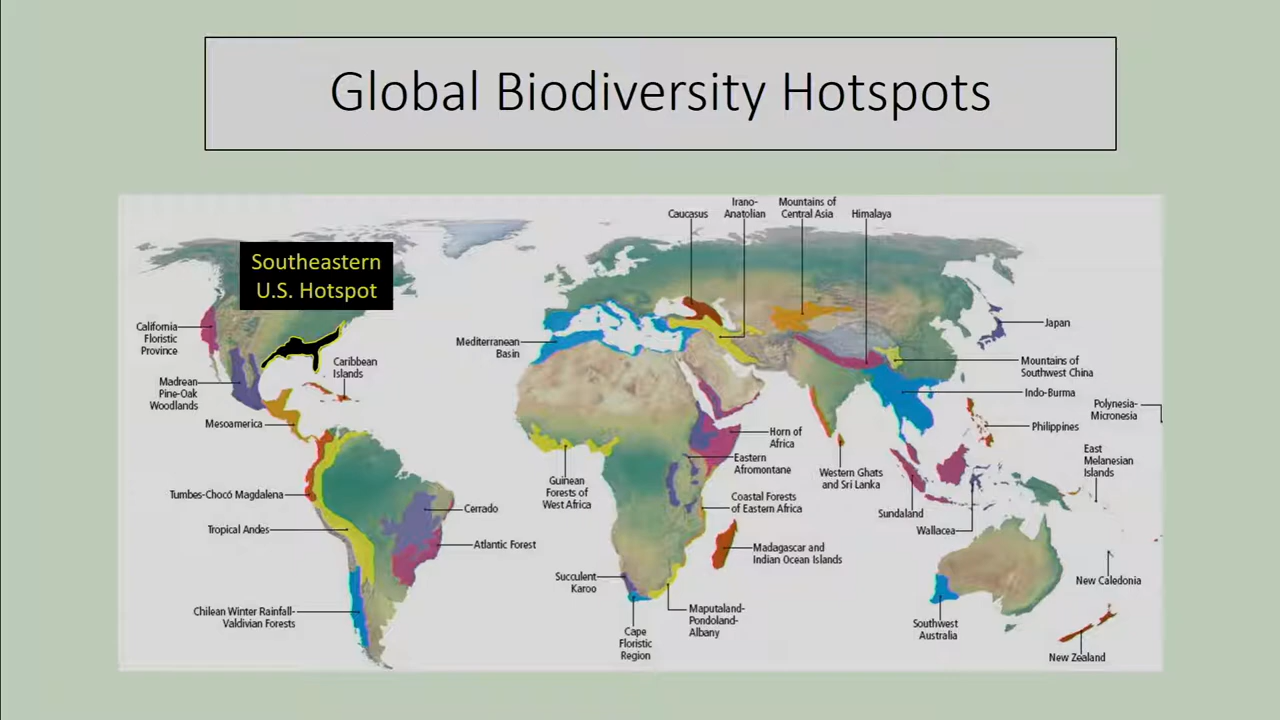 Global Biodiversity Hotspots
Southeastern
U.S. Hotspot
California
Floristic
Province
Madrean
Pine-Oak
Woodlands
Caribbean
Islands
Mesoamerica
Tumbes-Chocó Magdalena
Tropical Andes
Cerrado
Atlantic Forest
Chilean Winter Rainfall-
Valdivian Forests
Caucasus
Irano-
Anatolian
Mountains of
Central Asia
Himalaya
Mediterranean
Basin
Japan
Mountains of
Southwest China
Indo-Burma
Polynesia-
Micronesia
Philippines
Horn of
Africa
Eastern
Afromontane
Western Ghats
and Sri Lanka
East
Melanesian
Islands
Guinean
Forests of
West Africa
Coastal Forests
of Eastern Africa
Sundaland
Wallacea
Madagascar and
Indian Ocean Islands
Succulent
Karoo
Cape
Floristic
Region
Maputaland-
Pondoland-
Albany
Southwest
Australia
New Caledonia
New Zealand